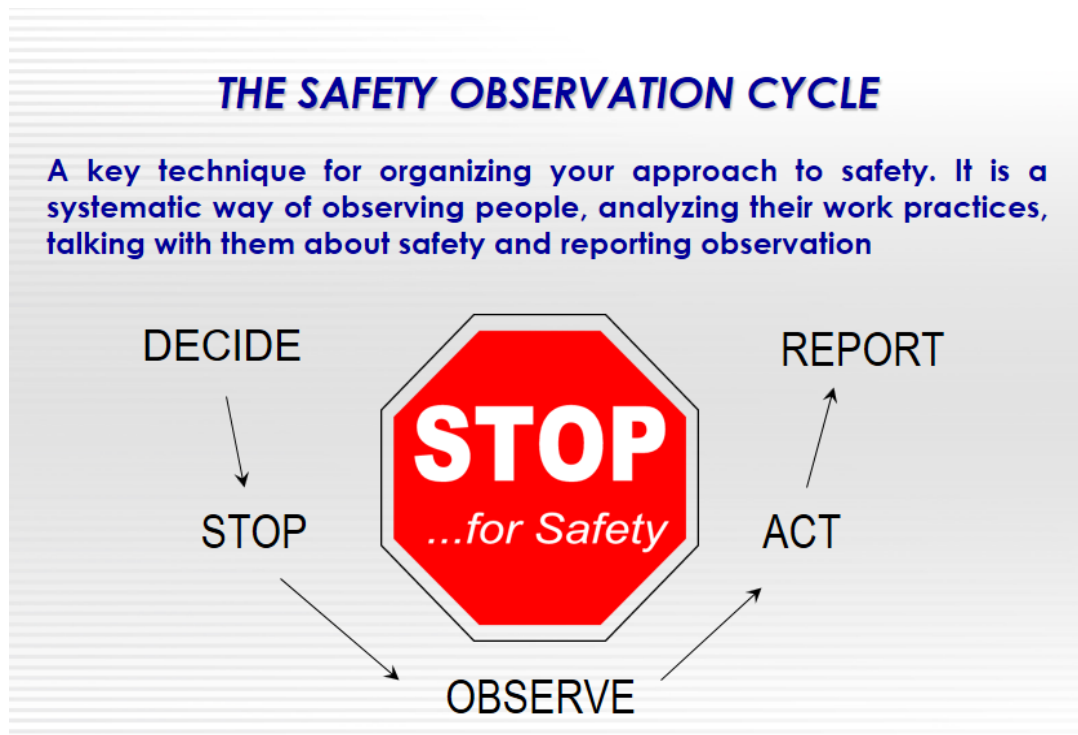 THE SAFETY OBSERVATION CYCLE
A key technique for organizing your approach to safety. It is a
systematic way of observing people, analyzing their work practices,
talking with them about safety and reporting observation
DECIDE
REPORT
STOP
...for Safety
STOP
ACT
OBSERVE